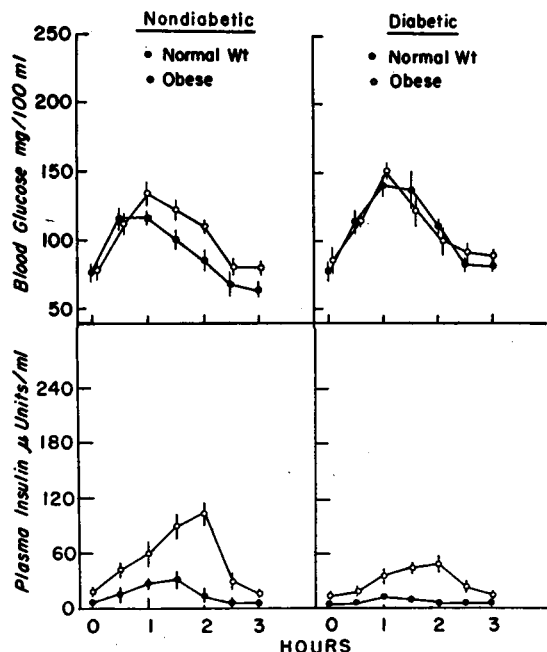 Nondiabetic
Diabetic
• Normal Wt
• Obese
• Normal Wt
• Obese
Blood Glucose mg/100 ml
250
200
150
100
50
Plasma Insulin μ Units/ml
240
180
120
60
0
0 1 2 3
0 1 2 3
HOURS